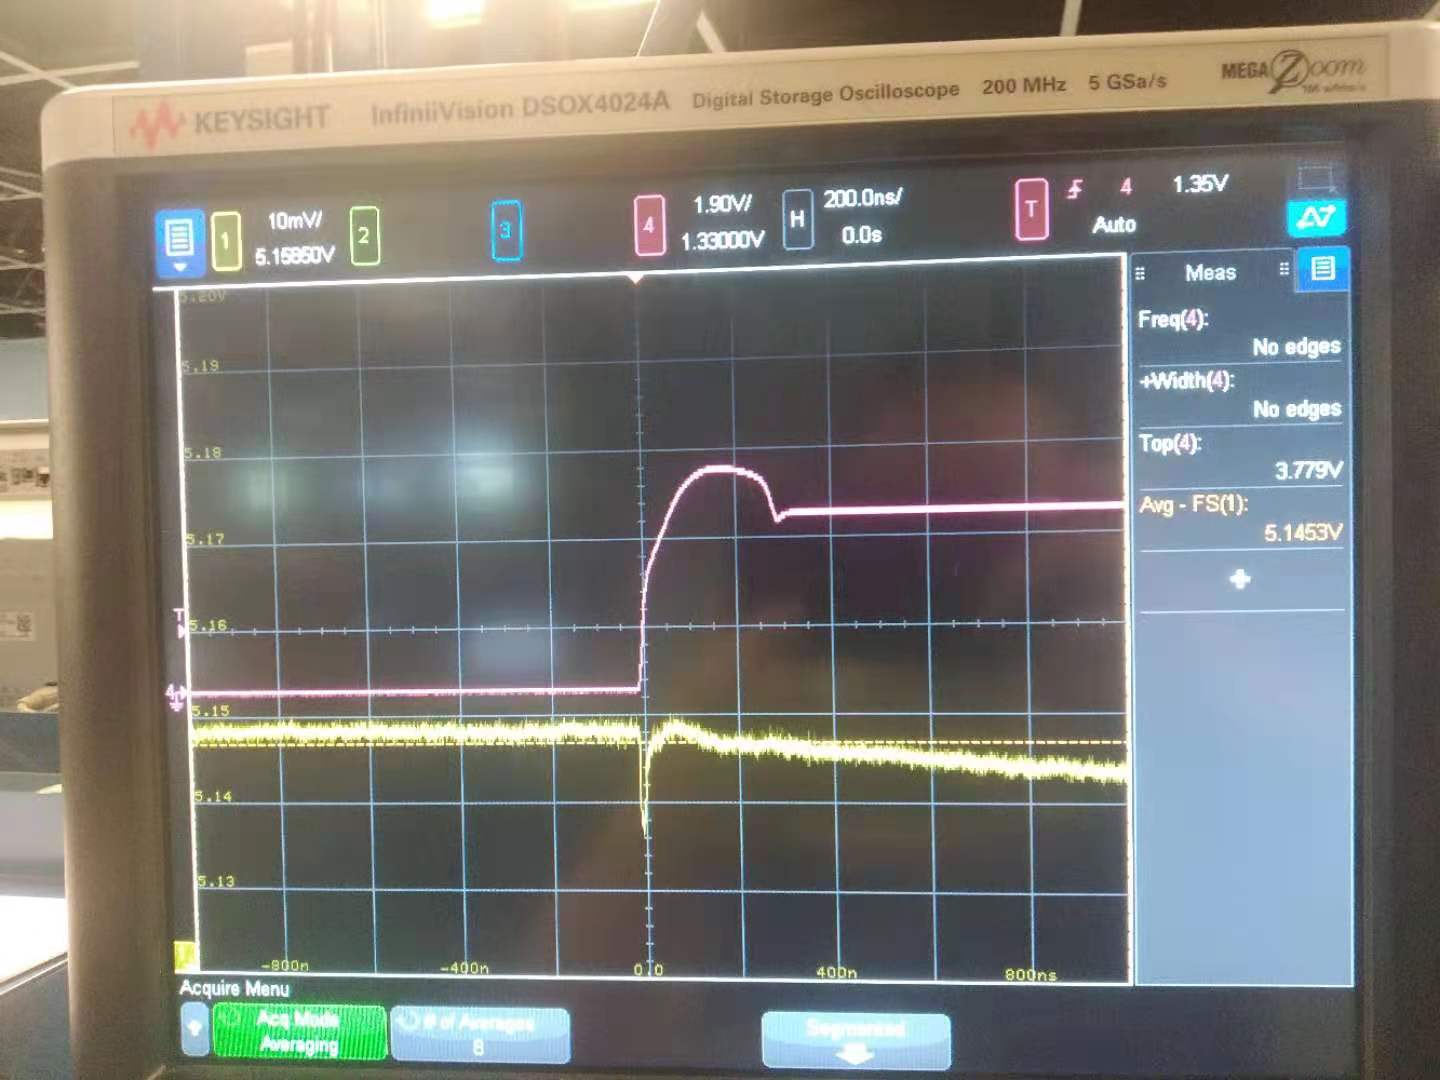 KEYSIGHT InfiniiVision DSOX4024A Digital Storage Oscilloscope 200 MHz 5 GSa/s MEGA Zoom
1 10mV/ 2 3 4 1.90V/ H 200.0ns/ T 4 1.35V
5.15850V 1.33000V 0.0s Auto
Meas
Freq(4):
No edges
+Width(4):
No edges
Top(4):
3.779V
Avg - FS(1):
5.1453V
5.20V
5.19
5.18
5.17
T
5.16
4
5.15
5.14
5.13
-800n -400n 0.0 400n 800ns
Acquire Menu
Acq Mode # of Averages Segmented
Averaging 8